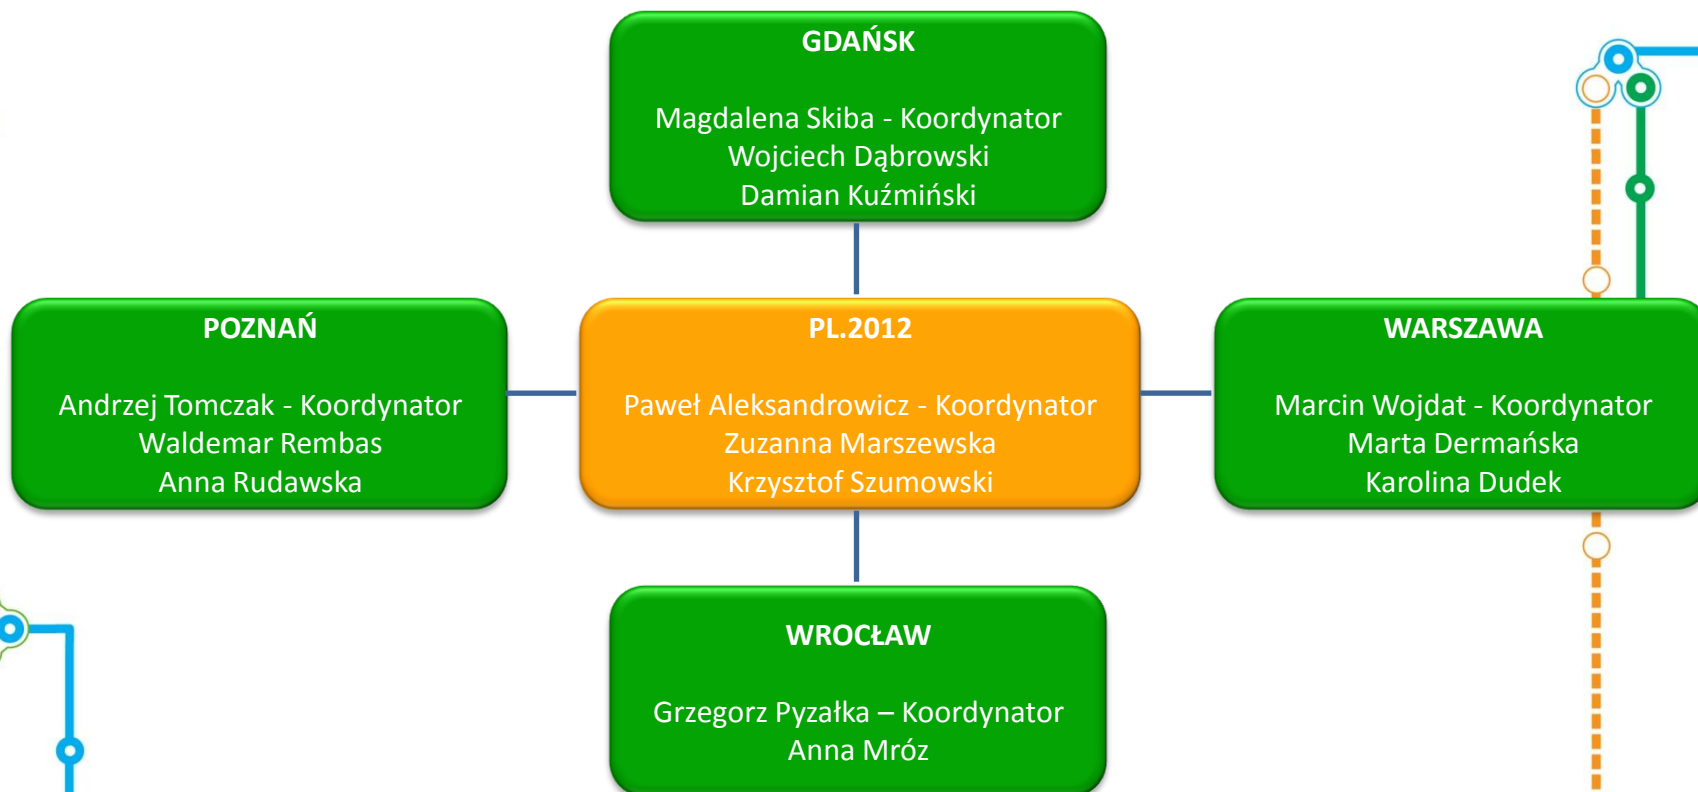 GDAŃSK
Magdalena Skiba - Koordynator
Wojciech Dąbrowski
Damian Kuźmiński
POZNAŃ
Andrzej Tomczak - Koordynator
Waldemar Rembas
Anna Rudawska
PL.2012
Paweł Aleksandrowicz - Koordynator
Zuzanna Marszewska
Krzysztof Szumowski
WARSZAWA
Marcin Wojdat - Koordynator
Marta Dermańska
Karolina Dudek
WROCŁAW
Grzegorz Pyzałka – Koordynator
Anna Mróz